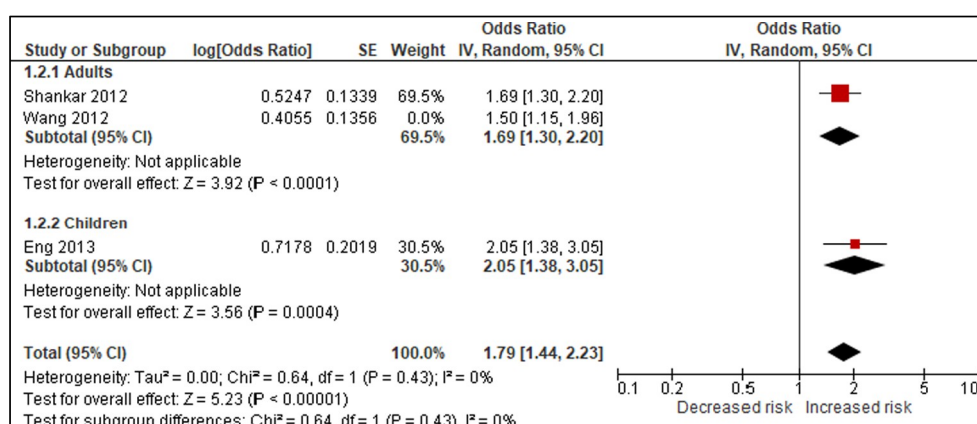 Odds Ratio Odds Ratio
Study or Subgroup log[Odds Ratio] SE Weight IV, Random, 95% CI IV, Random, 95% CI
1.2.1 Adults
Shankar 2012 0.5247 0.1339 69.5% 1.69 [1.30, 2.20]
Wang 2012 0.4055 0.1356 0.0% 1.50 [1.15, 1.96]
Subtotal (95% CI) 69.5% 1.69 [1.30, 2.20]
Heterogeneity: Not applicable
Test for overall effect: Z = 3.92 (P < 0.0001)
1.2.2 Children
Eng 2013 0.7178 0.2019 30.5% 2.05 [1.38, 3.05]
Subtotal (95% CI) 30.5% 2.05 [1.38, 3.05]
Heterogeneity: Not applicable
Test for overall effect: Z = 3.56 (P = 0.0004)
Total (95% CI) 100.0% 1.79 [1.44, 2.23]
Heterogeneity: Tau² = 0.00; Chi² = 0.64, df = 1 (P = 0.43); I² = 0%
Test for overall effect: Z = 5.23 (P < 0.00001)
Test for subgroup differences: Chi² = 0.64, df = 1 (P = 0.43), I² = 0%
0.1 0.2 0.5 1 2 5 10
Decreased risk Increased risk